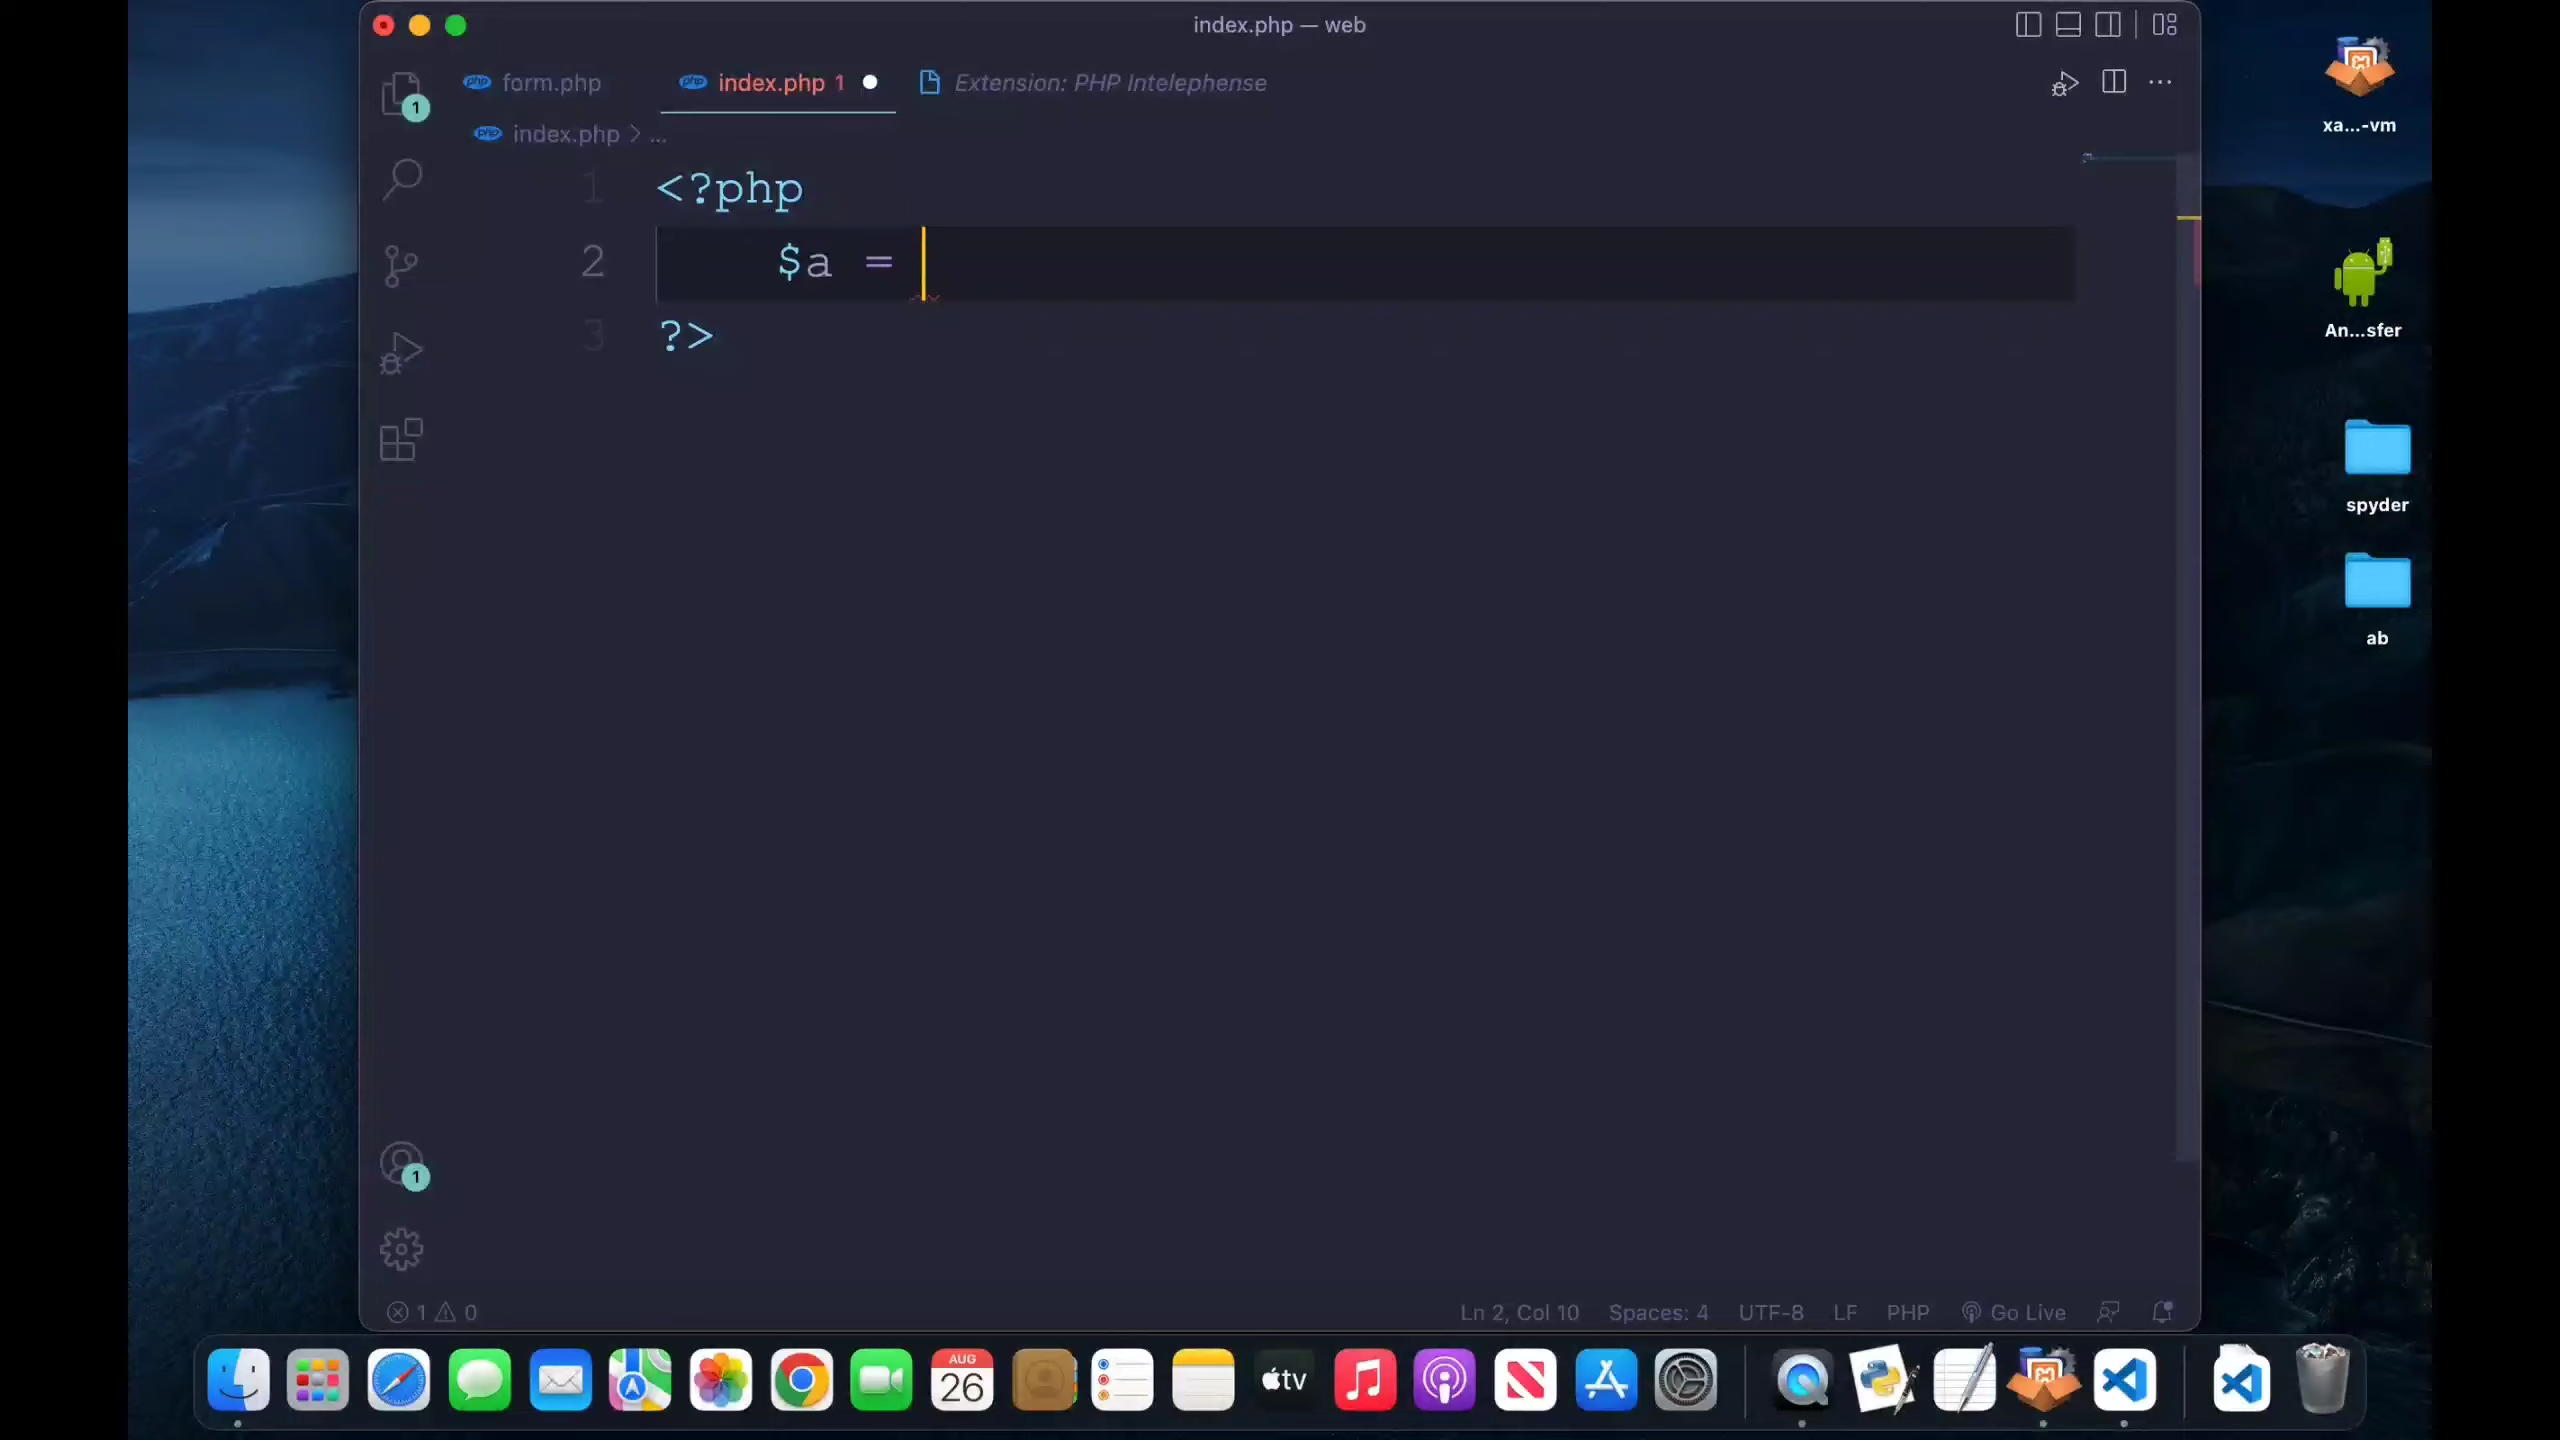 index.php — web
form.php
index.php 1
Extension: PHP Intelephense
index.php > ...
1 <?php
2 $a =
3 ?>
1
1
1 0
Ln 2, Col 10 Spaces: 4 UTF-8 LF PHP Go Live
xa...-vm
An...sfer
spyder
ab
AUG
26
tv